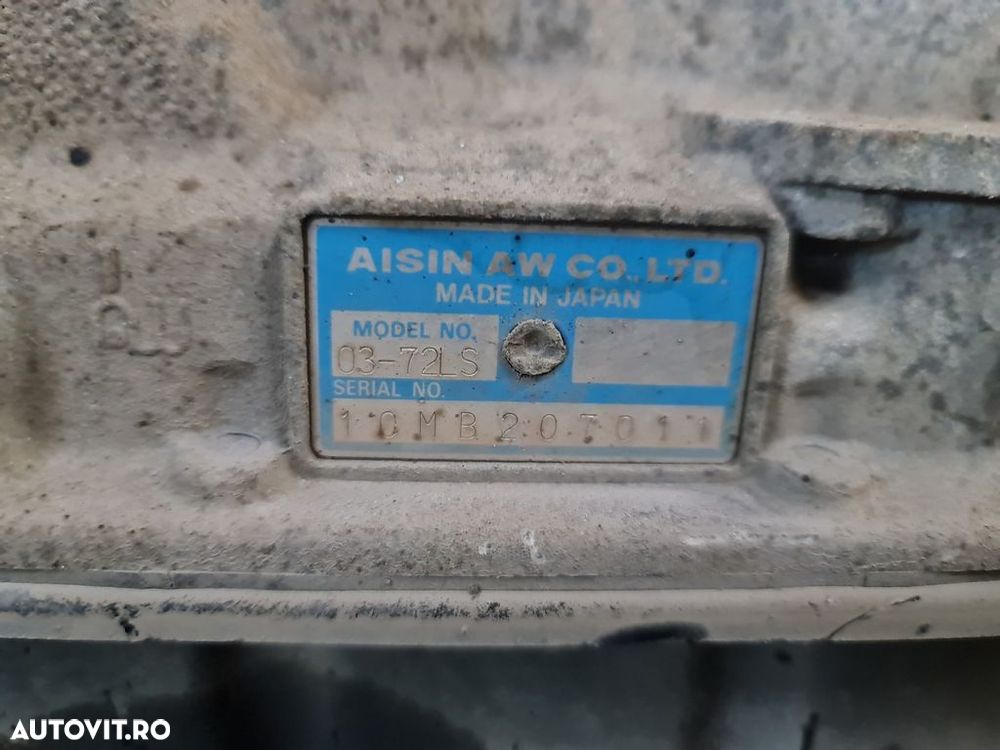 AISIN AW CO., LTD.
MADE IN JAPAN
MODEL NO.
03-72LS
SERIAL NO.
10MB207011
AUTOVIT.RO